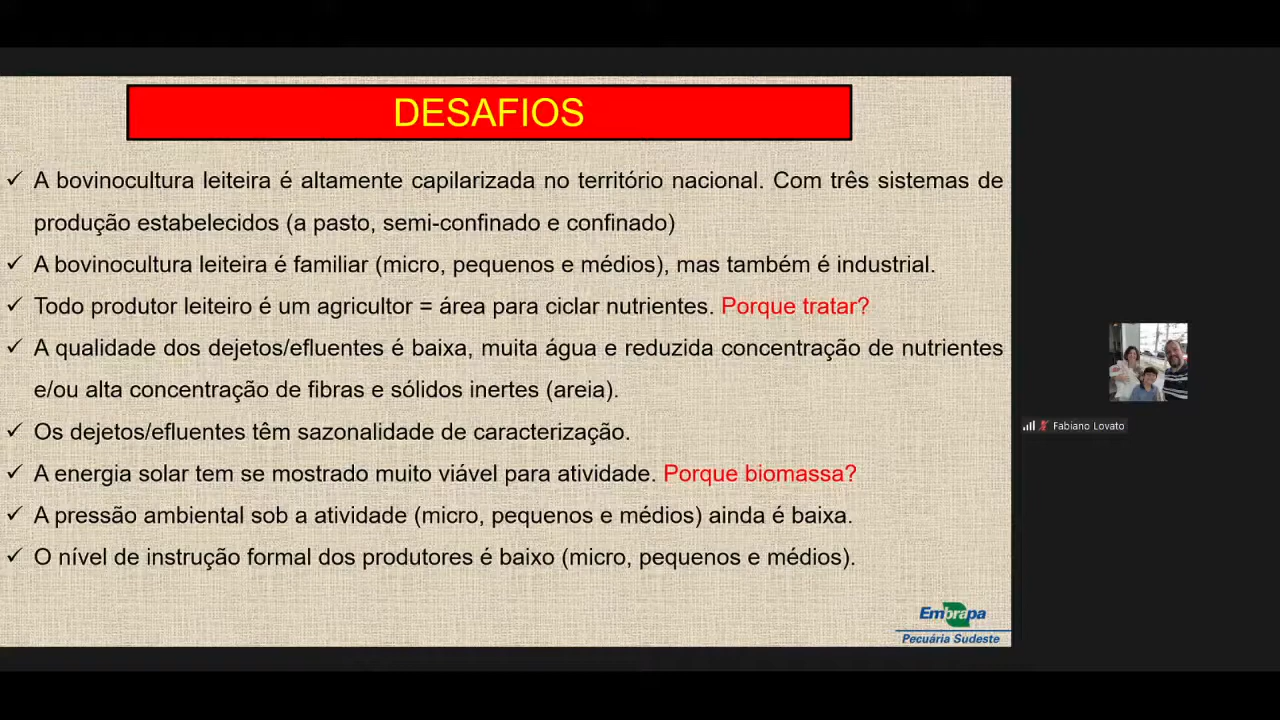 DESAFIOS
✓ A bovinocultura leiteira é altamente capilarizada no território nacional. Com três sistemas de
produção estabelecidos (a pasto, semi-confinado e confinado)
✓ A bovinocultura leiteira é familiar (micro, pequenos e médios), mas também é industrial.
✓ Todo produtor leiteiro é um agricultor = área para ciclar nutrientes. Porque tratar?
✓ A qualidade dos dejetos/efluentes é baixa, muita água e reduzida concentração de nutrientes
e/ou alta concentração de fibras e sólidos inertes (areia).
✓ Os dejetos/efluentes têm sazonalidade de caracterização.
✓ A energia solar tem se mostrado muito viável para atividade. Porque biomassa?
✓ A pressão ambiental sob a atividade (micro, pequenos e médios) ainda é baixa.
✓ O nível de instrução formal dos produtores é baixo (micro, pequenos e médios).
Embrapa
Pecuária Sudeste
Fabiano Lovato